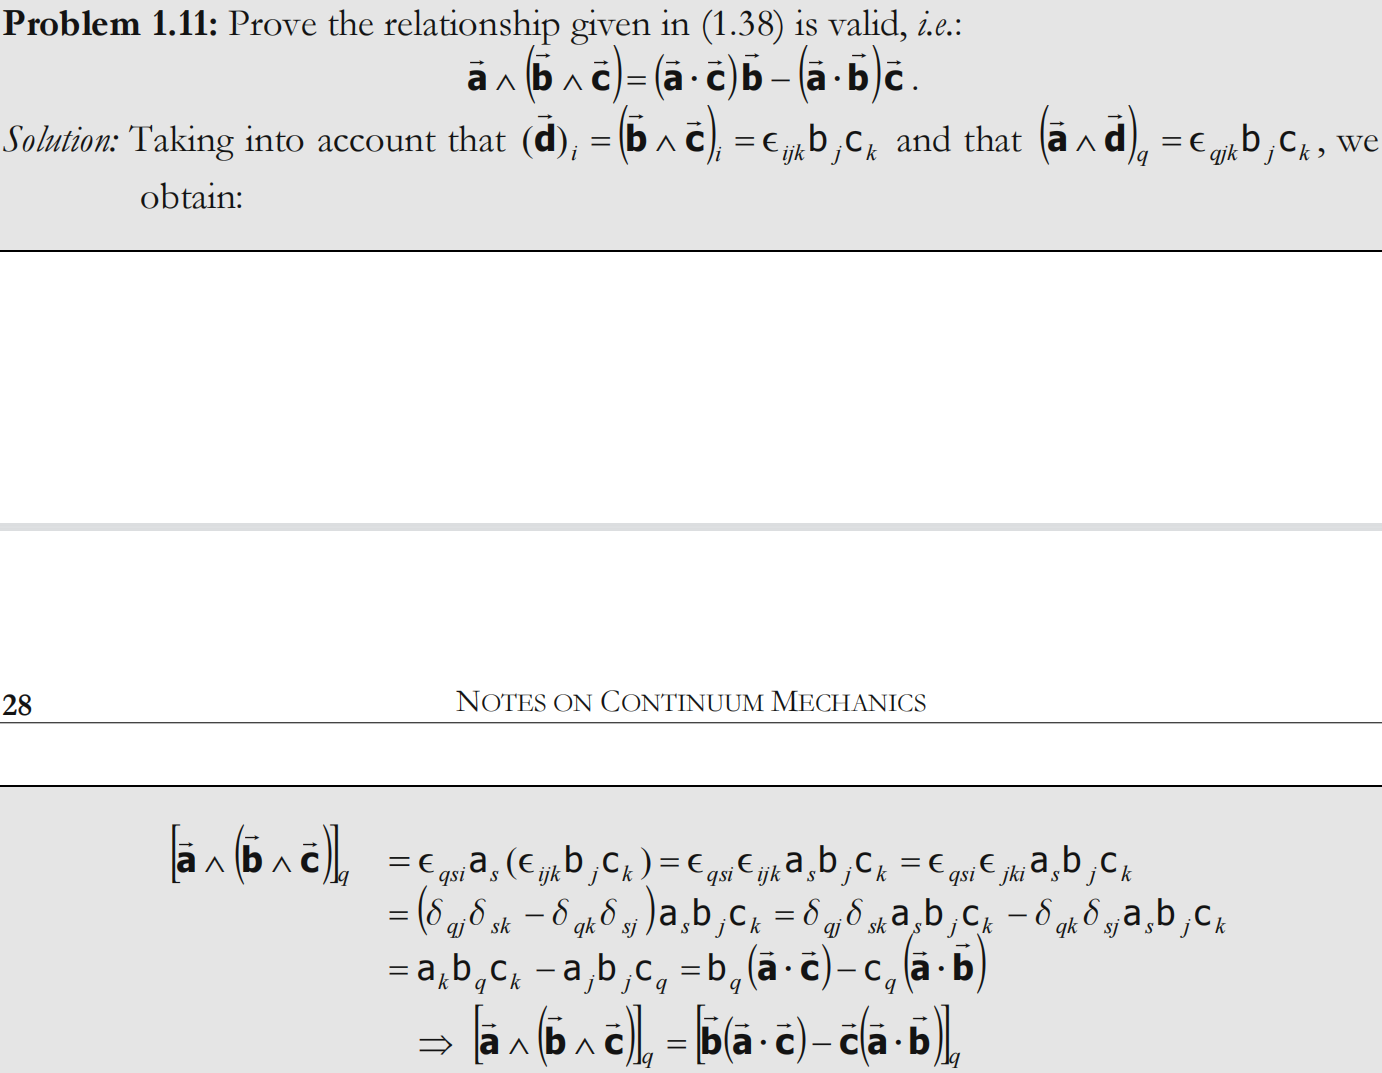 Problem 1.11: Prove the relationship given in (1.38) is valid, i.e.:
$\vec{\mathbf{a}} \wedge (\vec{\mathbf{b}} \wedge \vec{\mathbf{c}}) = (\vec{\mathbf{a}} \cdot \vec{\mathbf{c}})\vec{\mathbf{b}} - (\vec{\mathbf{a}} \cdot \vec{\mathbf{b}})\vec{\mathbf{c}}$.
Solution: Taking into account that $(\vec{\mathbf{d}})_i = (\vec{\mathbf{b}} \wedge \vec{\mathbf{c}})_i = \epsilon_{ijk} b_j c_k$ and that $(\vec{\mathbf{a}} \wedge \vec{\mathbf{d}})_q = \epsilon_{qjk} b_j c_k$, we
obtain:
28 NOTES ON CONTINUUM MECHANICS
$[\vec{\mathbf{a}} \wedge (\vec{\mathbf{b}} \wedge \vec{\mathbf{c}})]_q = \epsilon_{qsi} a_s (\epsilon_{ijk} b_j c_k) = \epsilon_{qsi} \epsilon_{ijk} a_s b_j c_k = \epsilon_{qsi} \epsilon_{jki} a_s b_j c_k$
$= (\delta_{qj} \delta_{sk} - \delta_{qk} \delta_{sj}) a_s b_j c_k = \delta_{qj} \delta_{sk} a_s b_j c_k - \delta_{qk} \delta_{sj} a_s b_j c_k$
$= a_k b_q c_k - a_j b_j c_q = b_q (\vec{\mathbf{a}} \cdot \vec{\mathbf{c}}) - c_q (\vec{\mathbf{a}} \cdot \vec{\mathbf{b}})$
$\Rightarrow [\vec{\mathbf{a}} \wedge (\vec{\mathbf{b}} \wedge \vec{\mathbf{c}})]_q = [\vec{\mathbf{b}}(\vec{\mathbf{a}} \cdot \vec{\mathbf{c}}) - \vec{\mathbf{c}}(\vec{\mathbf{a}} \cdot \vec{\mathbf{b}})]_q$